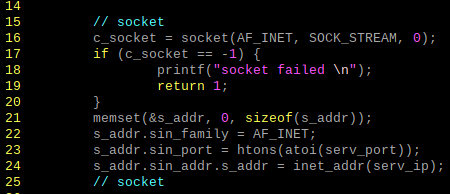 14
15 // socket
16 c_socket = socket(AF_INET, SOCK_STREAM, 0);
17 if (c_socket == -1) {
18 printf("socket failed \n");
19 return 1;
20 }
21 memset(&s_addr, 0, sizeof(s_addr));
22 s_addr.sin_family = AF_INET;
23 s_addr.sin_port = htons(atoi(serv_port));
24 s_addr.sin_addr.s_addr = inet_addr(serv_ip);
25 // socket